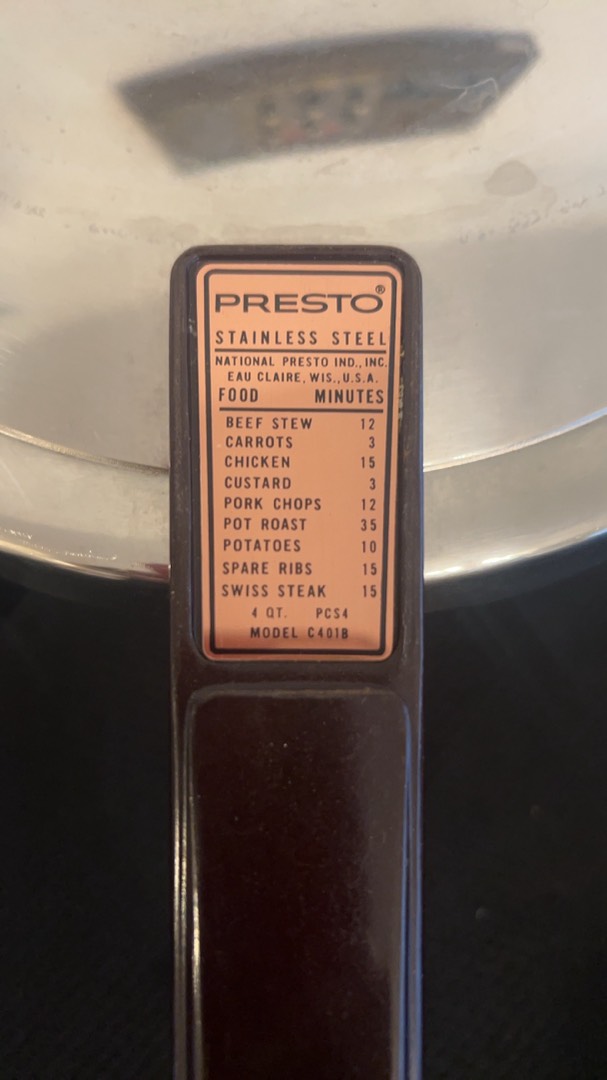 PRESTO®
STAINLESS STEEL
NATIONAL PRESTO IND., INC.
EAU CLAIRE, WIS., U.S.A.
FOOD MINUTES
BEEF STEW 12
CARROTS 3
CHICKEN 15
CUSTARD 3
PORK CHOPS 12
POT ROAST 35
POTATOES 10
SPARE RIBS 15
SWISS STEAK 15
4 QT. PCS4
MODEL C401B